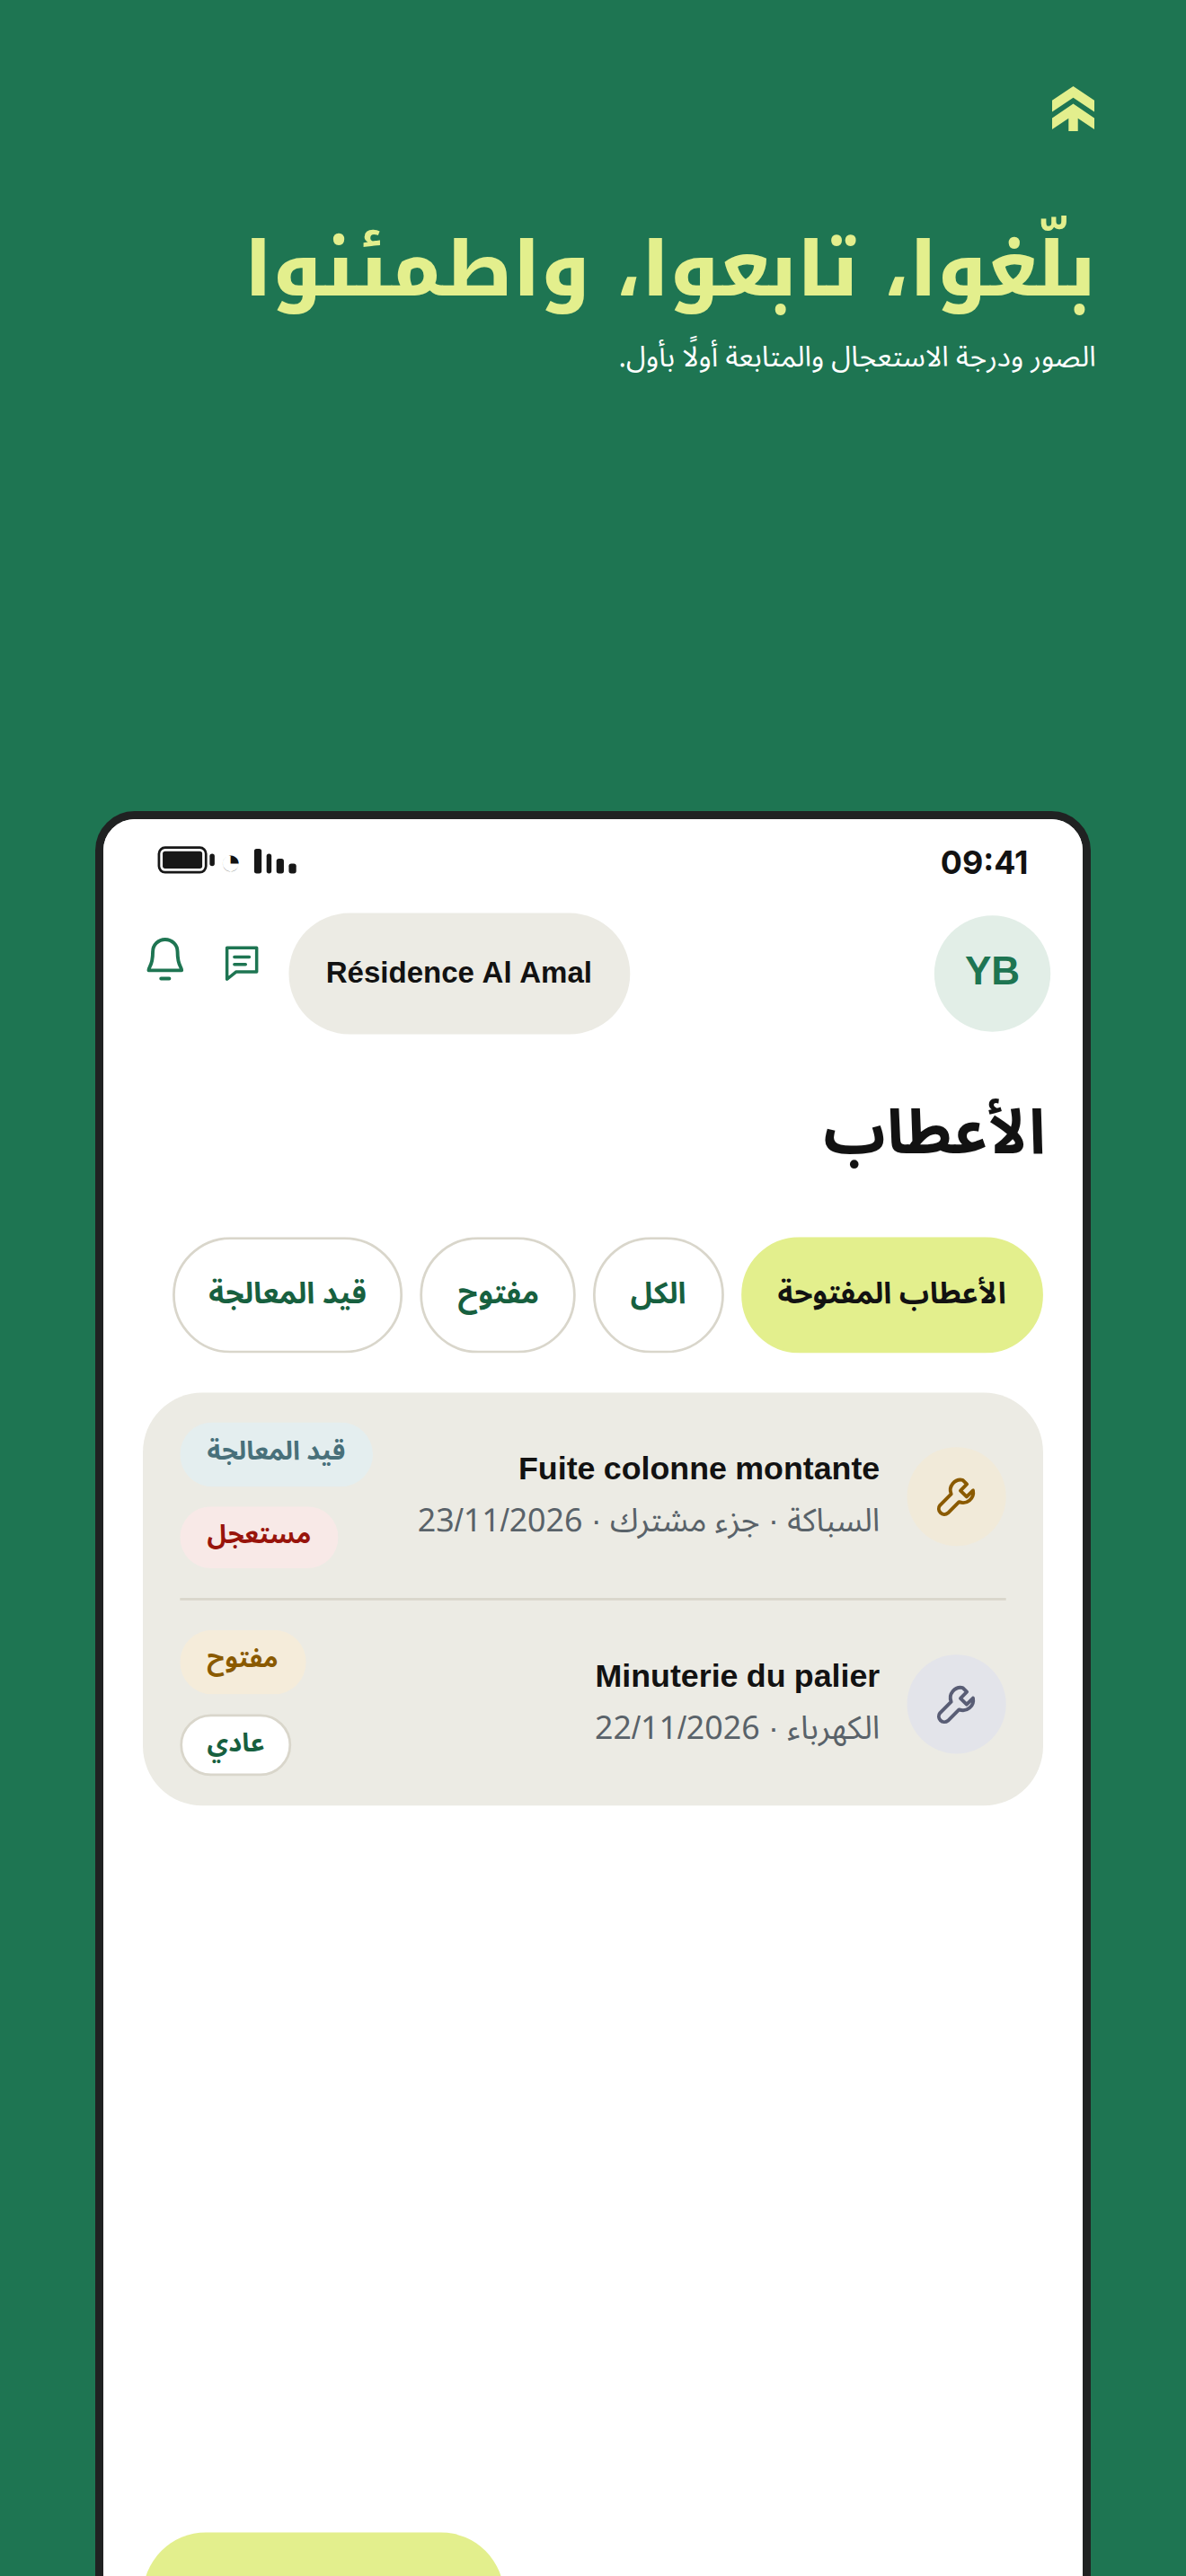 بلّغوا، تابعوا، واطمئنوا
الصور ودرجة الاستعجال والمتابعة أولًا بأول.
09:41
YB
Résidence Al Amal
الأعطاب
الأعطاب المفتوحة
الكل
مفتوح
قيد المعالجة
Fuite colonne montante
السباكة · جزء مشترك · 23/11/2026
قيد المعالجة
مستعجل
Minuterie du palier
الكهرباء · 22/11/2026
مفتوح
عادي